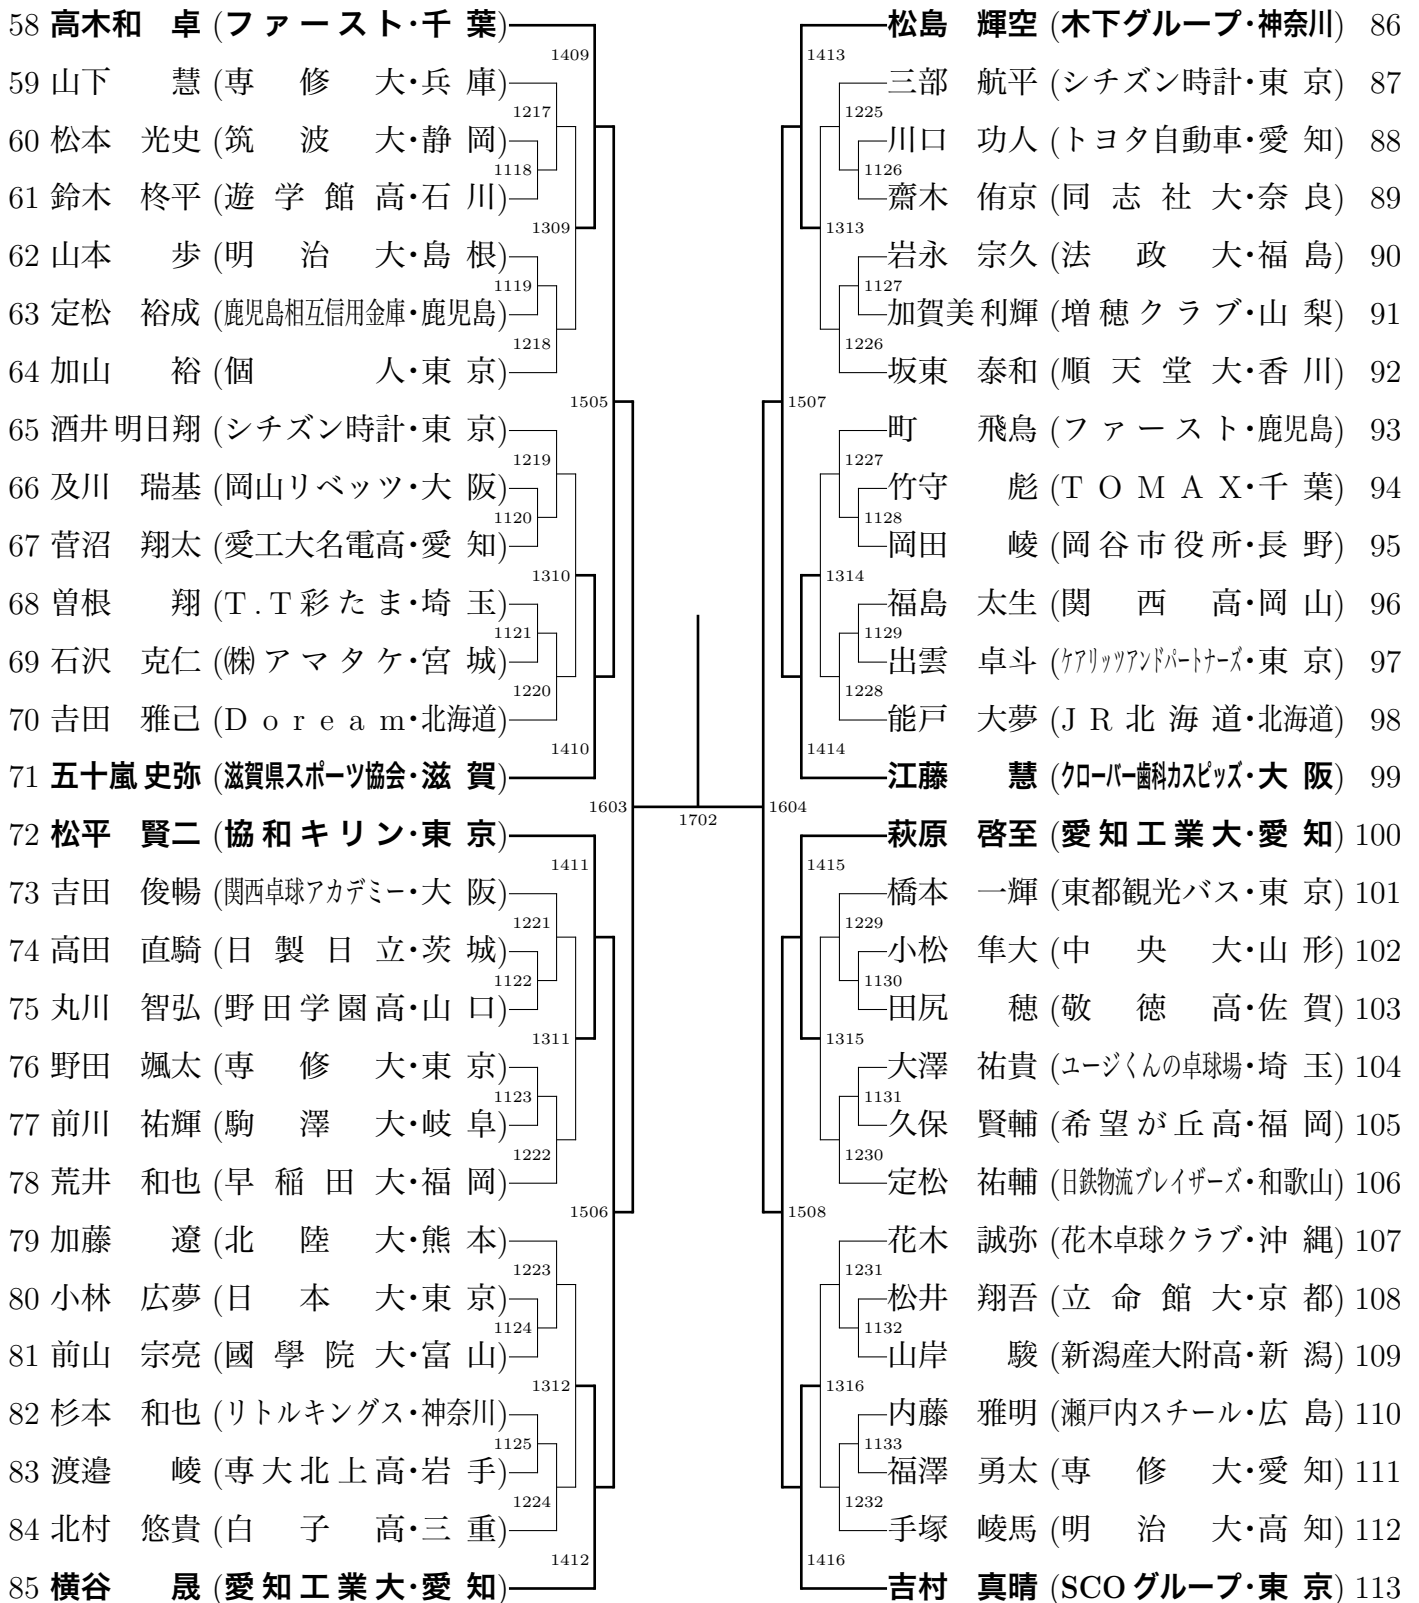 58 高木和 卓 (ファースト・千 葉)
59 山下 慧 (専 修 大・兵 庫)
60 松本 光史 (筑 波 大・静 岡)
61 鈴木 柊平 (遊 学 館 高・石 川)
62 山本 歩 (明 治 大・島 根)
63 定松 裕成 (鹿児島相互信用金庫・鹿児島)
64 加山 裕 (個 人・東 京)
65 酒井明日翔 (シチズン時計・東 京)
66 及川 瑞基 (岡山リベッツ・大 阪)
67 菅沼 翔太 (愛工大名電高・愛 知)
68 曽根 翔 (T.T彩たま・埼 玉)
69 石沢 克仁 (㈱アマタケ・宮 城)
70 𠮷田 雅己 (Doream・北海道)
71 五十嵐史弥 (滋賀県スポーツ協会・滋 賀)
72 松平 賢二 (協和キリン・東 京)
73 吉田 俊暢 (関西卓球アカデミー・大 阪)
74 高田 直騎 (日 製 日 立・茨 城)
75 丸川 智弘 (野田学園高・山 口)
76 野田 颯太 (専 修 大・東 京)
77 前川 祐輝 (駒 澤 大・岐 阜)
78 荒井 和也 (早 稲 田 大・福 岡)
79 加藤 遼 (北 陸 大・熊 本)
80 小林 広夢 (日 本 大・東 京)
81 前山 宗亮 (國 學 院 大・富 山)
82 杉本 和也 (リトルキングス・神奈川)
83 渡邉 崚 (専大北上高・岩 手)
84 北村 悠貴 (白 子 高・三 重)
85 横谷 晟 (愛知工業大・愛 知)
1409
1217
1118
1309
1119
1218
1505
1219
1120
1310
1121
1220
1410
1603
1411
1221
1122
1311
1123
1222
1506
1223
1124
1312
1125
1224
1412
1702
1413
1225
1126
1313
1127
1226
1507
1227
1128
1314
1129
1228
1414
1604
1415
1229
1130
1315
1131
1230
1508
1231
1132
1316
1133
1232
1416
松島 輝空 (木下グループ・神奈川) 86
三部 航平 (シチズン時計・東 京) 87
川口 功人 (トヨタ自動車・愛 知) 88
齋木 侑京 (同 志 社 大・奈 良) 89
岩永 宗久 (法 政 大・福 島) 90
加賀美利輝 (増穂クラブ・山 梨) 91
坂東 泰和 (順 天 堂 大・香 川) 92
町 飛鳥 (ファースト・鹿児島) 93
竹守 彪 (TOMAX・千 葉) 94
岡田 崚 (岡谷市役所・長 野) 95
福島 太生 (関 西 高・岡 山) 96
出雲 卓斗 (ケアリッツアンドパートナーズ・東 京) 97
能戸 大夢 (JR北海道・北海道) 98
江藤 慧 (クローバー歯科カスピッズ・大 阪) 99
萩原 啓至 (愛知工業大・愛 知) 100
橋本 一輝 (東都観光バス・東 京) 101
小松 隼大 (中 央 大・山 形) 102
田尻 穂 (敬 徳 高・佐 賀) 103
大澤 祐貴 (ユージくんの卓球場・埼 玉) 104
久保 賢輔 (希望が丘高・福 岡) 105
定松 祐輔 (日鉄物流ブレイザーズ・和歌山) 106
花木 誠弥 (花木卓球クラブ・沖 縄) 107
松井 翔吾 (立 命 館 大・京 都) 108
山岸 駿 (新潟産大附高・新 潟) 109
内藤 雅明 (瀬戸内スチール・広 島) 110
福澤 勇太 (専 修 大・愛 知) 111
手塚 崚馬 (明 治 大・高 知) 112
吉村 真晴 (SCOグループ・東 京) 113